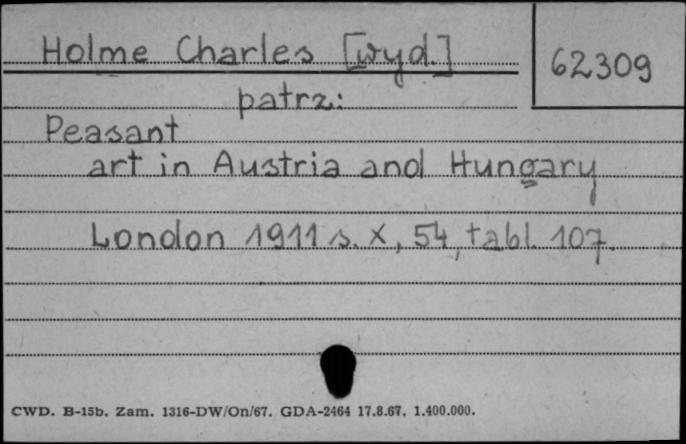 Holme Charles [wyd.]
62309
patrz:
Peasant
art in Austria and Hungary
London 1911 s. X, 54, tabl. 107.
CWD. B-15b. Zam. 1316-DW/On/67. GDA-2464 17.8.67. 1.400.000.